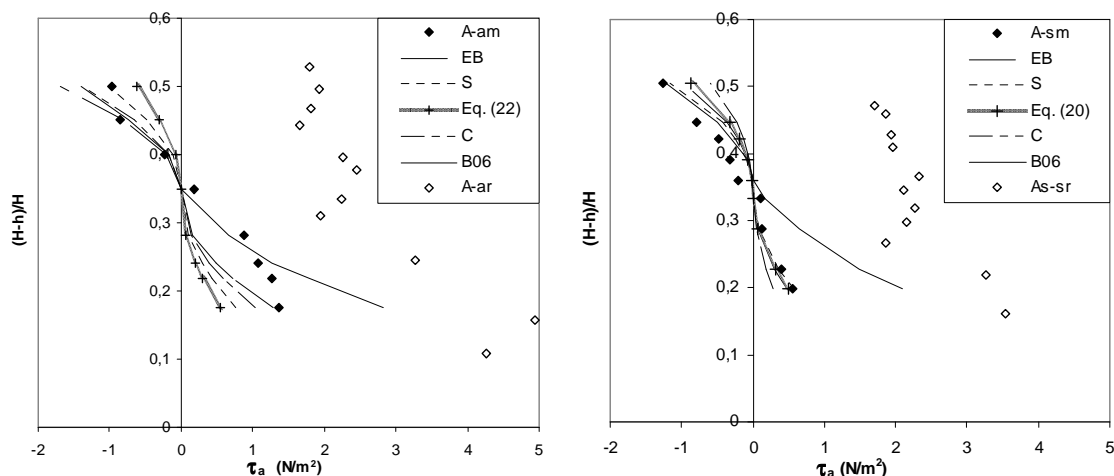 0,6
0,5
0,4
0,3
0,2
0,1
0
-2 -1 0 1 2 3 4 5
(H-h)/H
τa (N/m²)
A-am
EB
S
Eq. (22)
C
B06
A-ar
0,6
0,5
0,4
0,3
0,2
0,1
0
-2 -1 0 1 2 3 4 5
(H-h)/H
τa (N/m²)
A-sm
EB
S
Eq. (20)
C
B06
As-sr